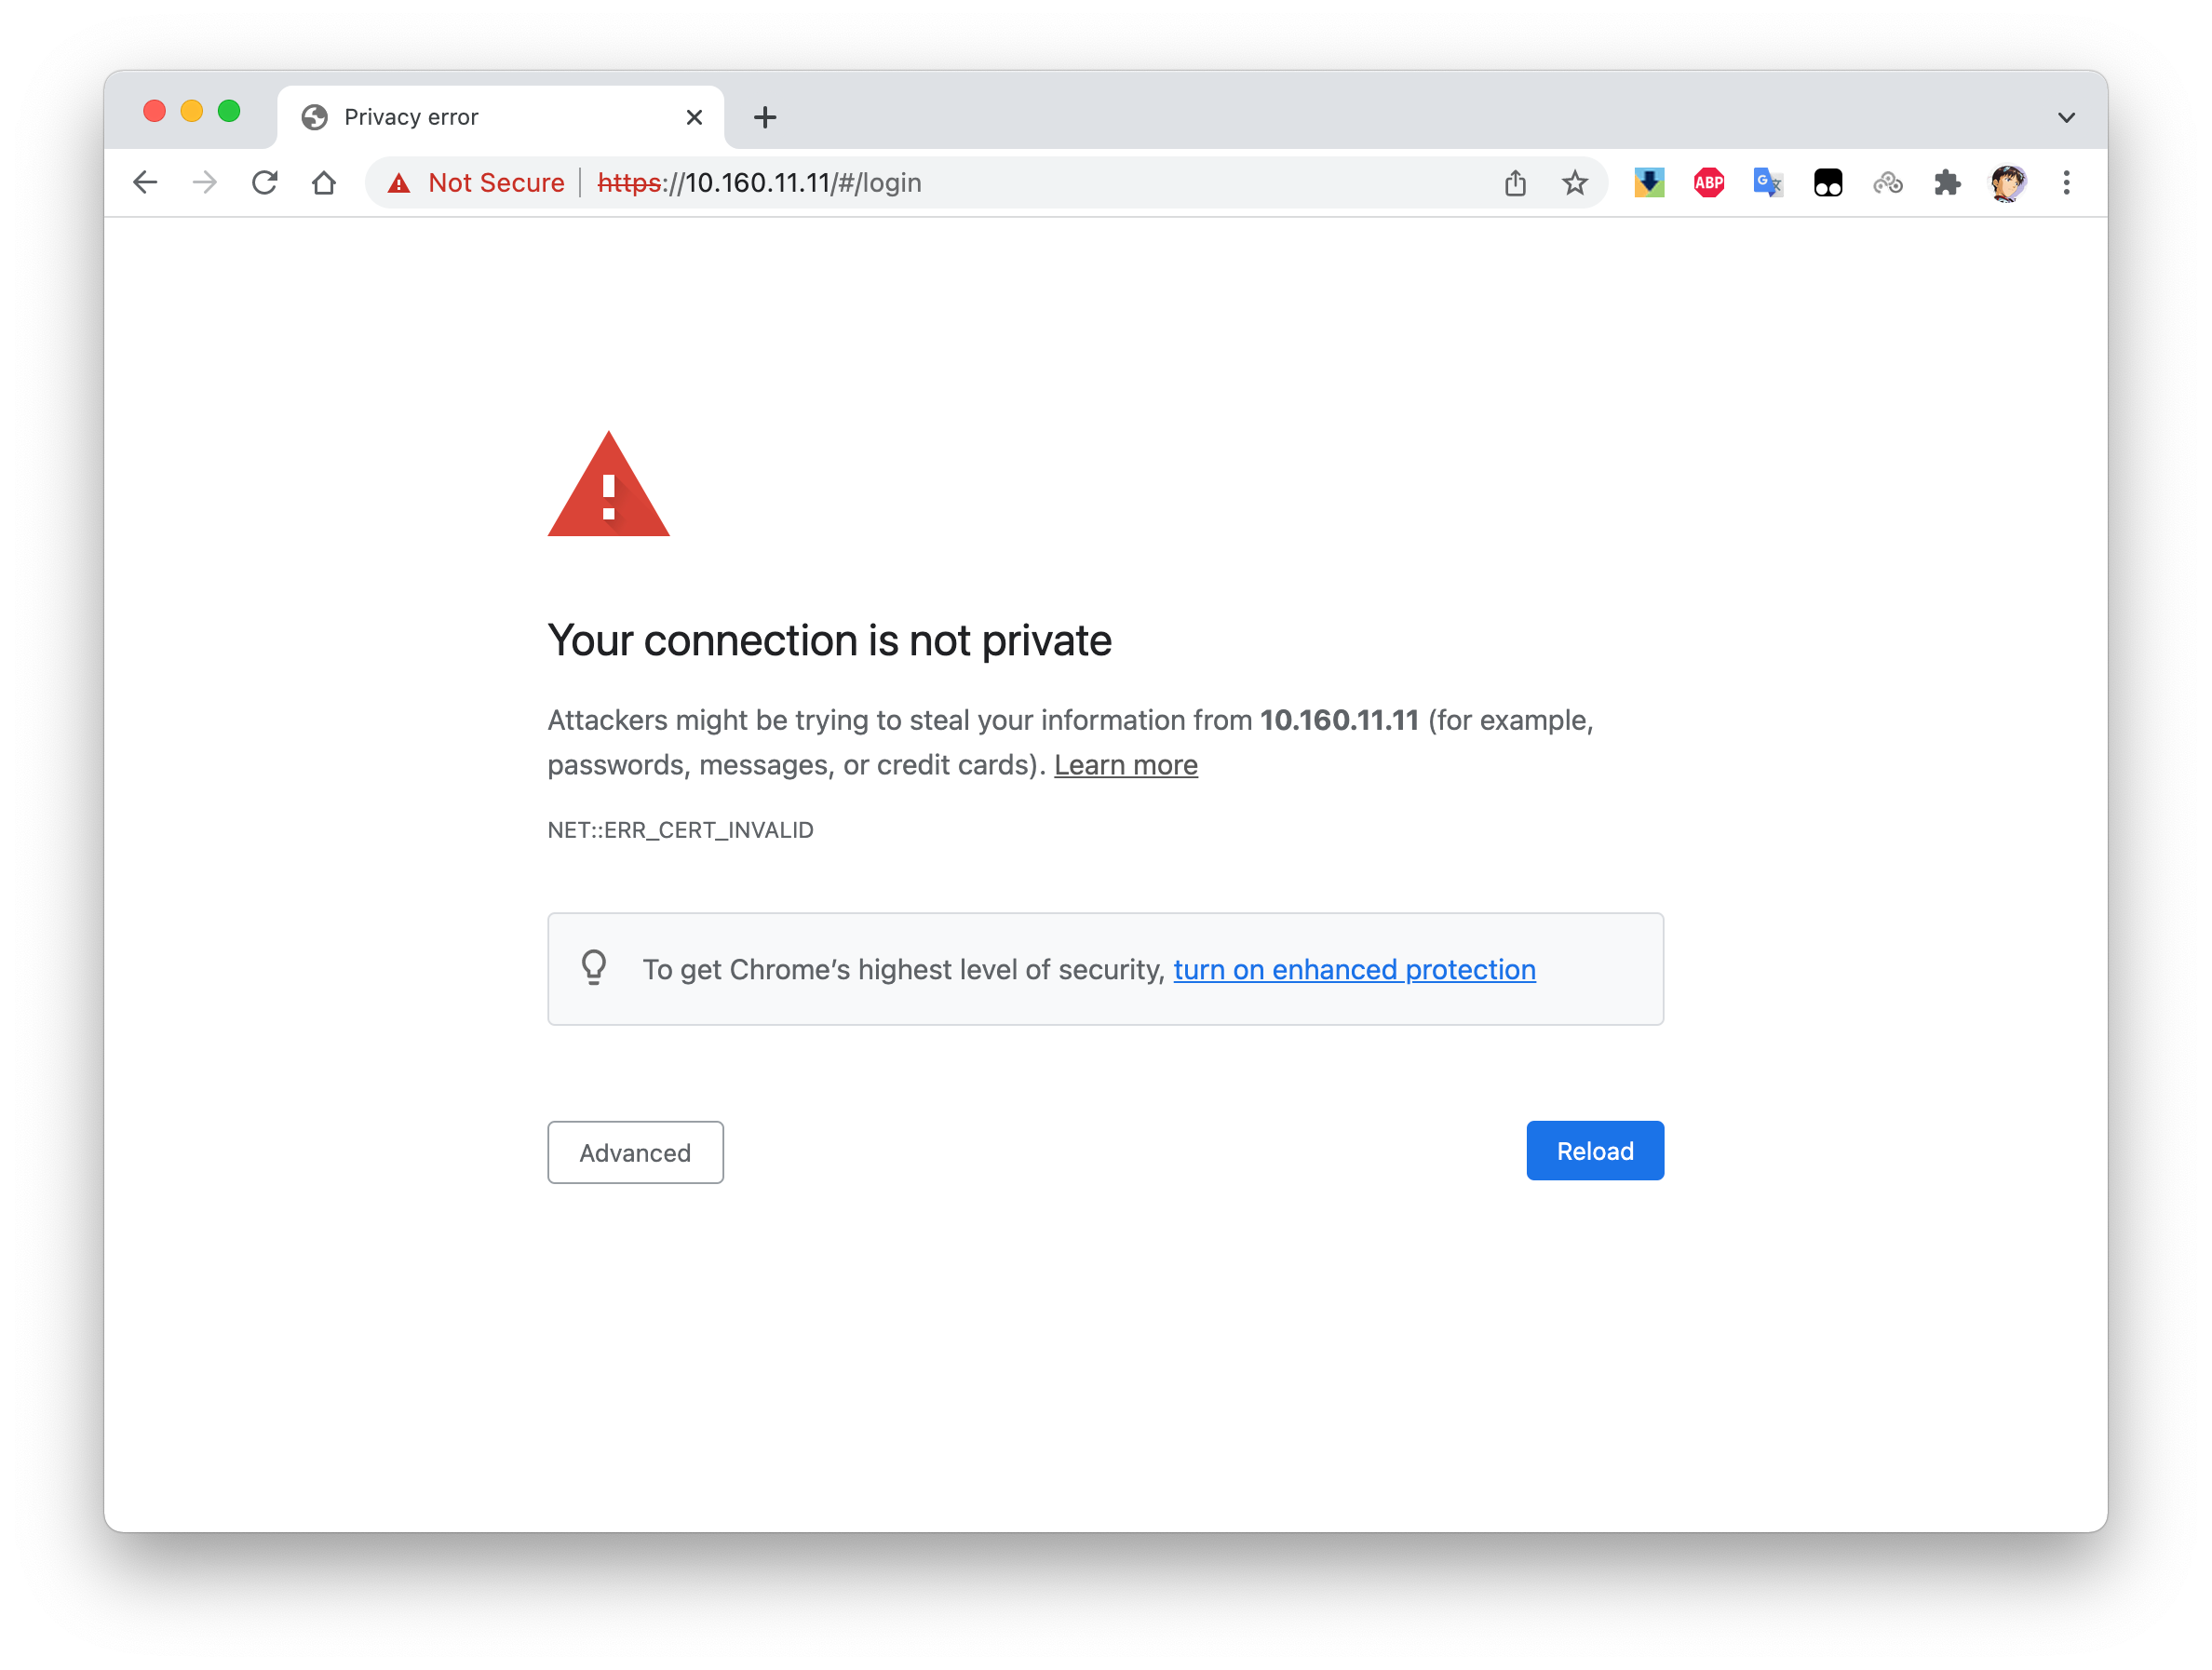 Privacy error
Not Secure https://10.160.11.11/#/login
ABP
G
Your connection is not private
Attackers might be trying to steal your information from 10.160.11.11 (for example,
passwords, messages, or credit cards). Learn more
NET::ERR_CERT_INVALID
To get Chrome’s highest level of security, turn on enhanced protection
Advanced
Reload